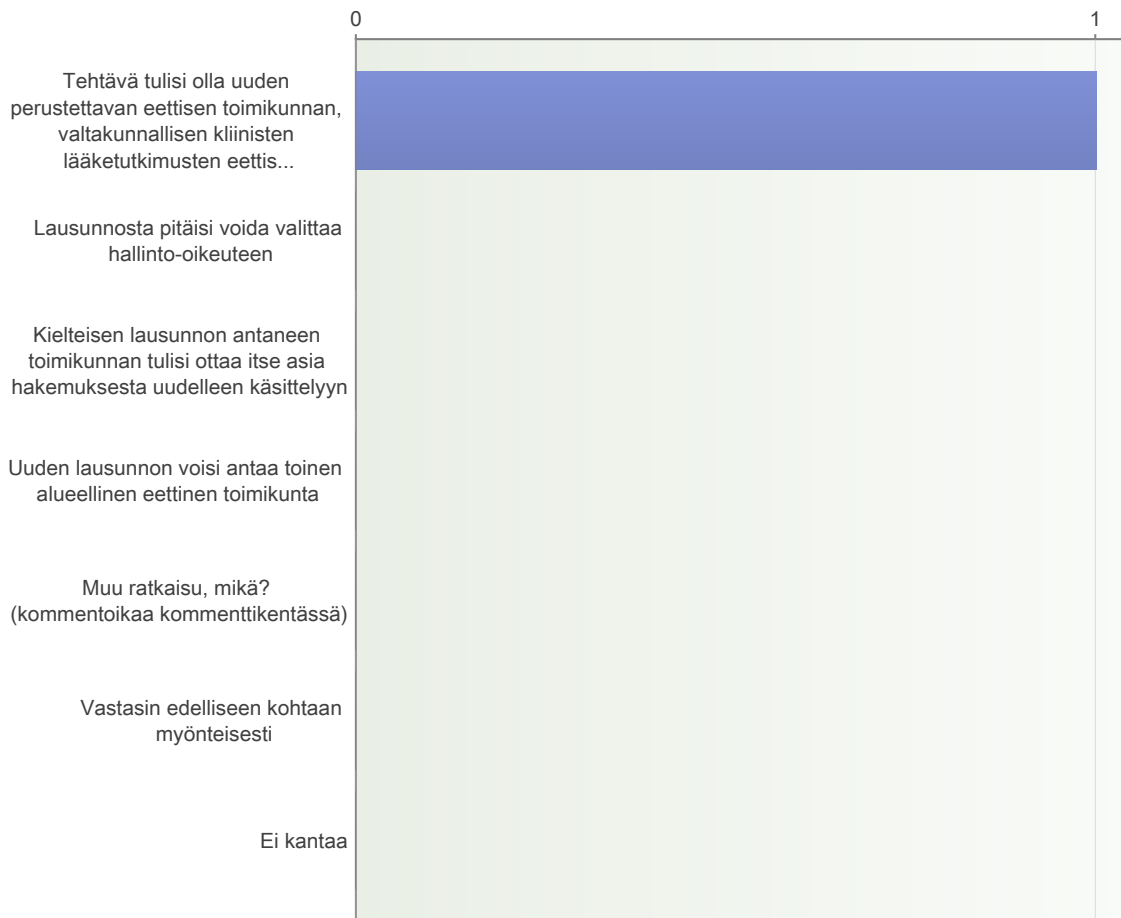 0 1
Tehtävä tulisi olla uuden
perustettavan eettisen toimikunnan,
valtakunnallisen kliinisten
lääketutkimusten eettis...
Lausunnosta pitäisi voida valittaa
hallinto-oikeuteen
Kielteisen lausunnon antaneen
toimikunnan tulisi ottaa itse asia
hakemuksesta uudelleen käsittelyyn
Uuden lausunnon voisi antaa toinen
alueellinen eettinen toimikunta
Muu ratkaisu, mikä?
(kommentoikaa kommenttikentässä)
Vastasin edelliseen kohtaan
myönteisesti
Ei kantaa